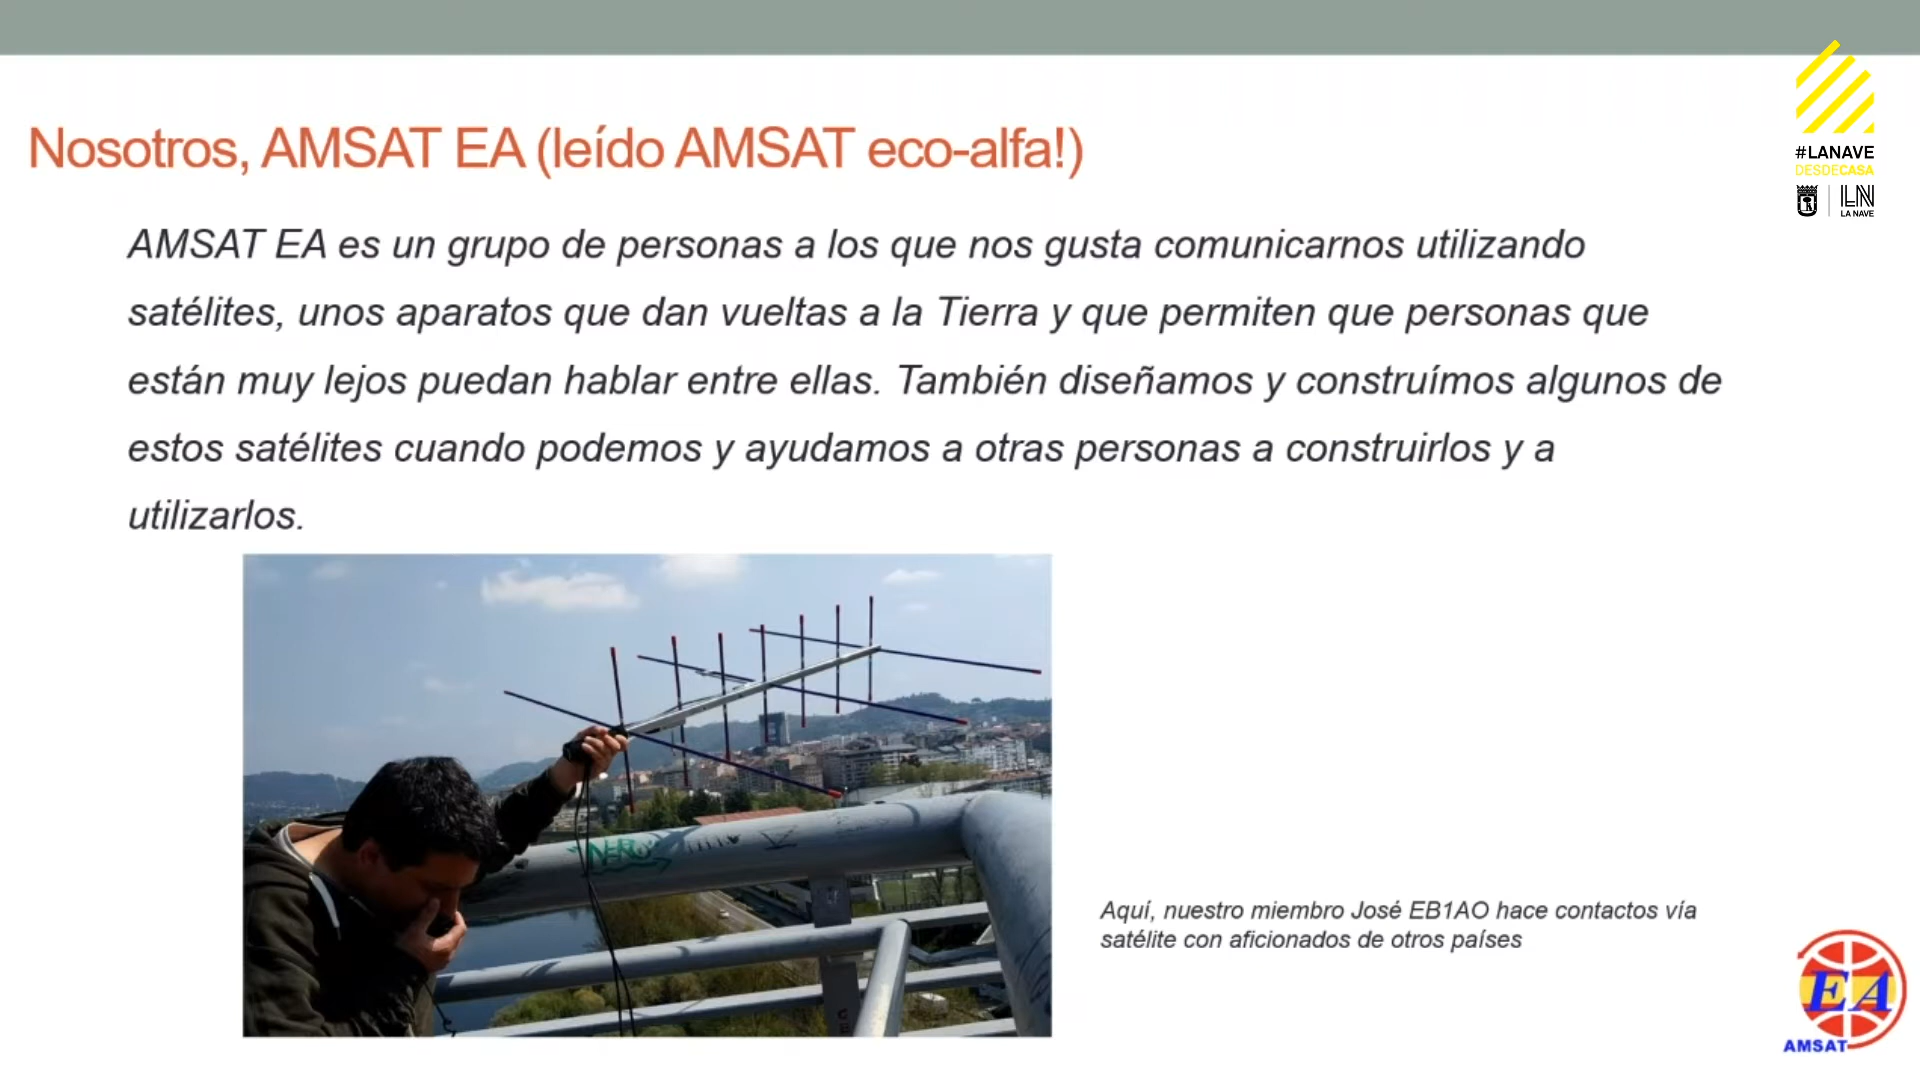 Nosotros, AMSAT EA (leído AMSAT eco-alfa!)
#LANAVE
DESDECASA
LN
LA NAVE
AMSAT EA es un grupo de personas a los que nos gusta comunicarnos utilizando
satélites, unos aparatos que dan vueltas a la Tierra y que permiten que personas que
están muy lejos puedan hablar entre ellas. También diseñamos y construímos algunos de
estos satélites cuando podemos y ayudamos a otras personas a construirlos y a
utilizarlos.
Aquí, nuestro miembro José EB1AO hace contactos vía
satélite con aficionados de otros países
EA
AMSAT